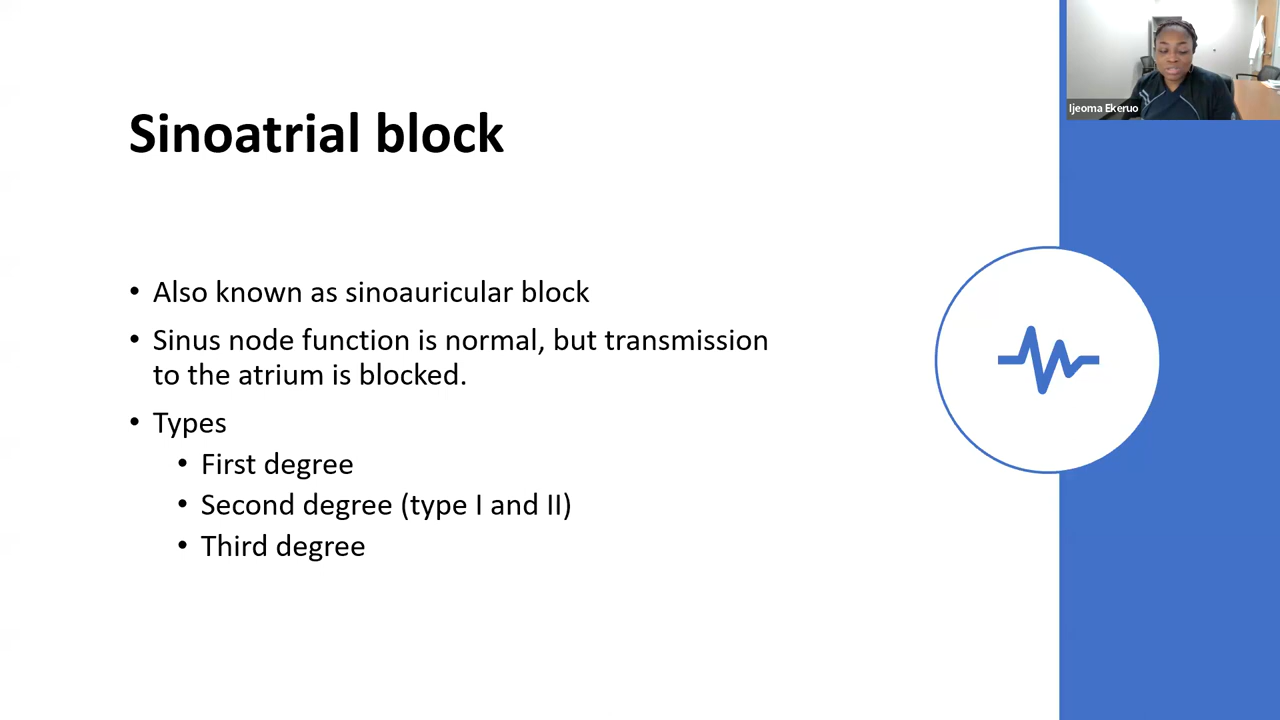 Sinoatrial block
• Also known as sinoauricular block
• Sinus node function is normal, but transmission
to the atrium is blocked.
• Types
• First degree
• Second degree (type I and II)
• Third degree
Ijeoma Ekeruo